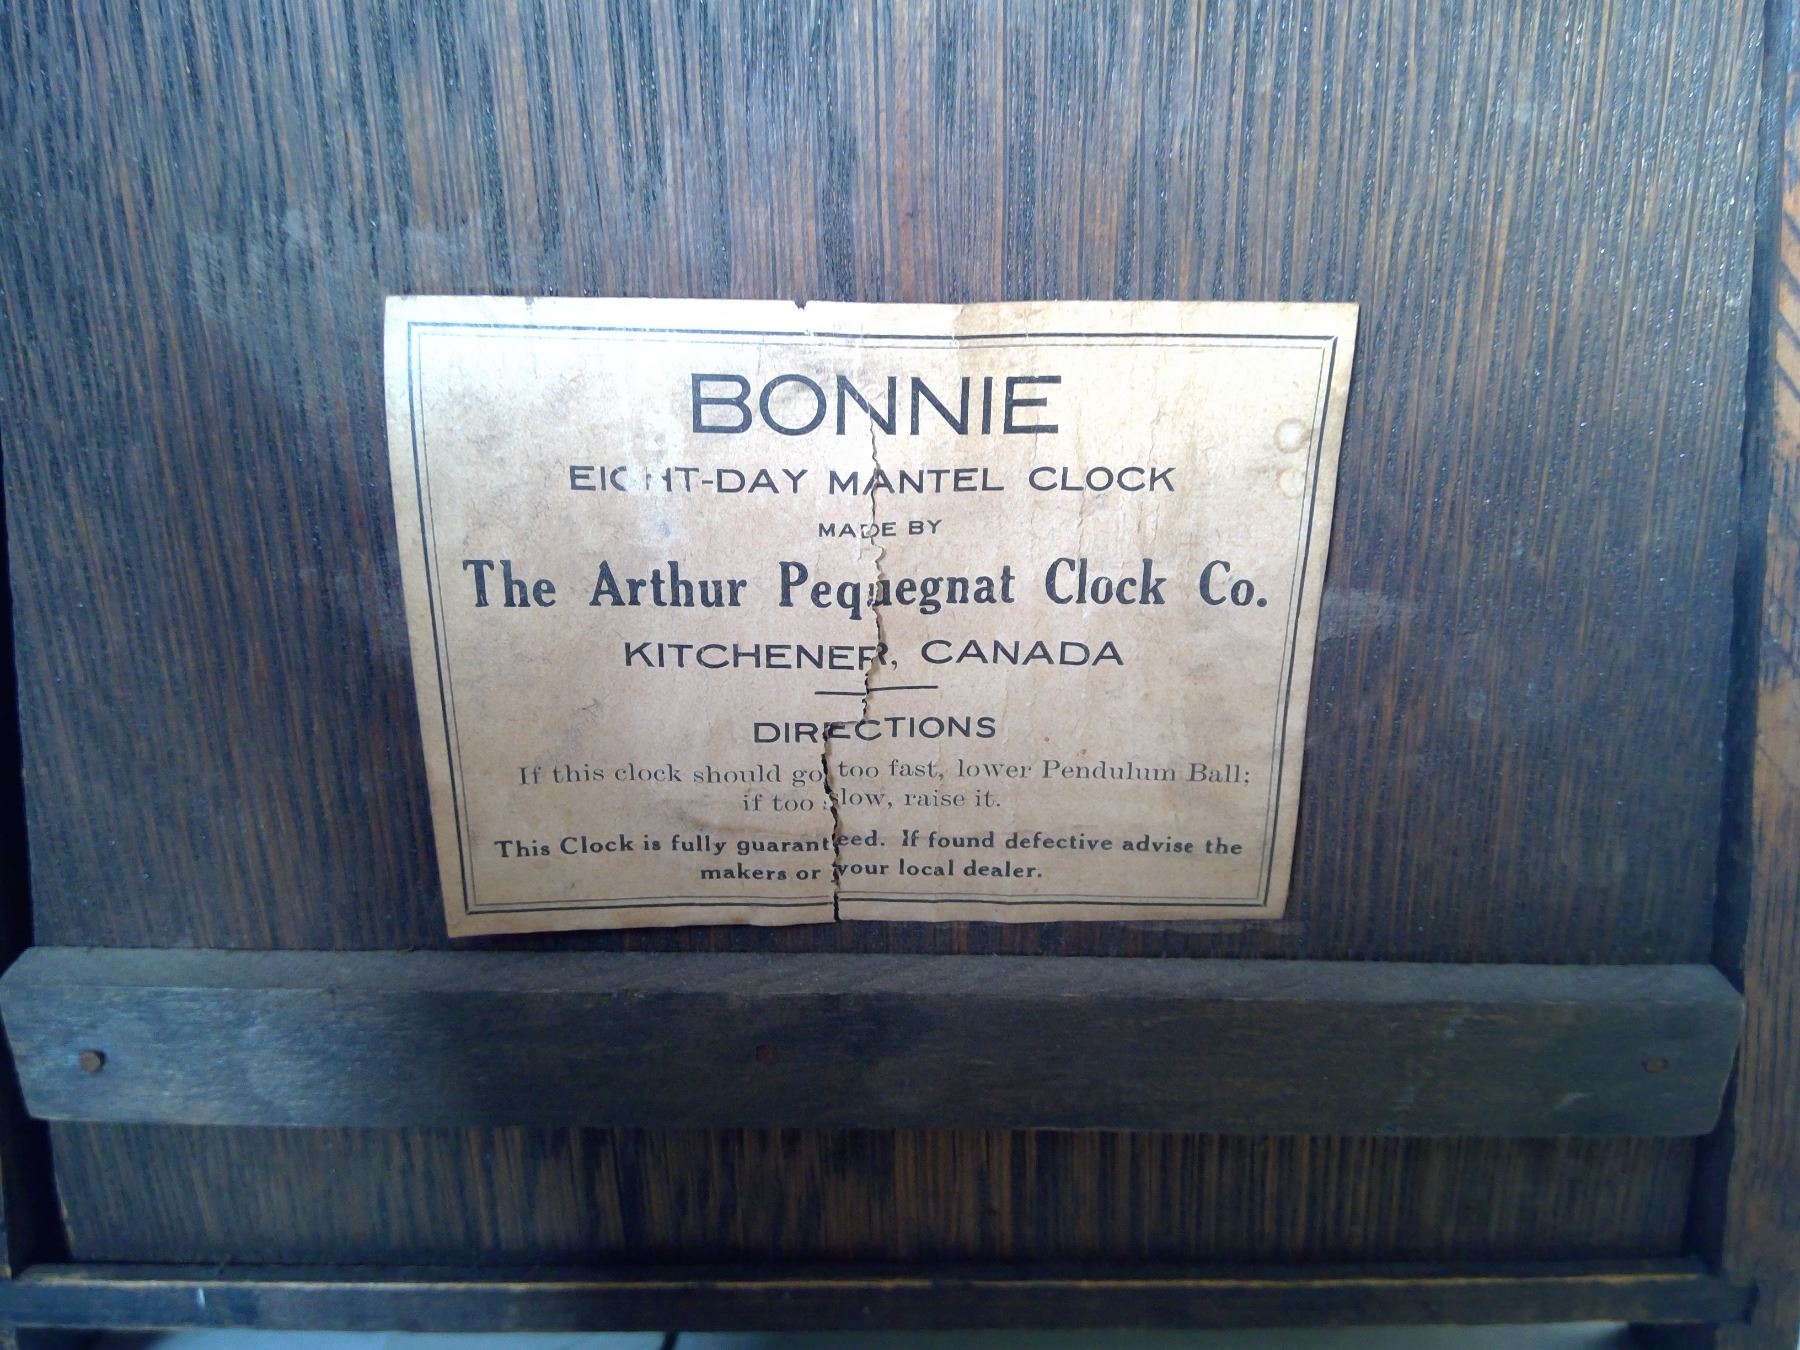 BONNIE
EIGHT-DAY MANTEL CLOCK
MADE BY
The Arthur Pequegnat Clock Co.
KITCHENER, CANADA
DIRECTIONS
If this clock should go too fast, lower Pendulum Ball;
if too slow, raise it.
This Clock is fully guaranteed. If found defective advise the
makers or your local dealer.